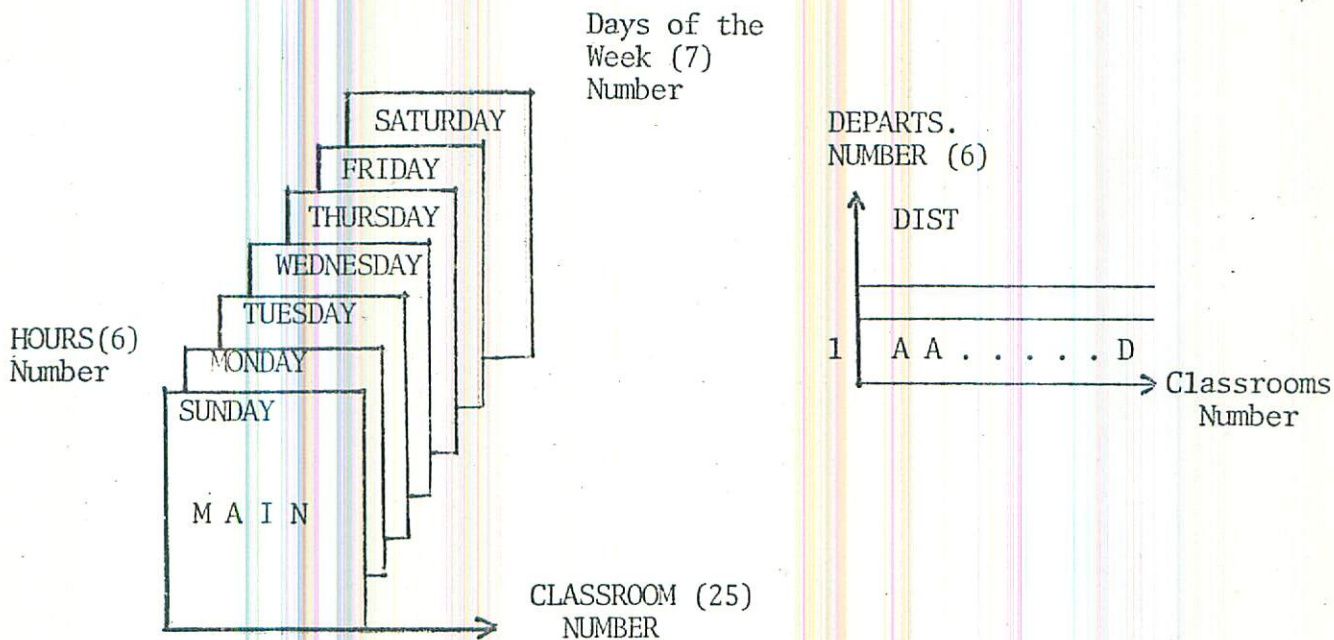 Days of the
Week (7)
Number
SATURDAY
FRIDAY
THURSDAY
WEDNESDAY
TUESDAY
MONDAY
SUNDAY
M A I N
HOURS(6)
Number
CLASSROOM (25)
NUMBER
DEPARTS.
NUMBER (6)
DIST
1 A A . . . . . D
Classrooms
Number